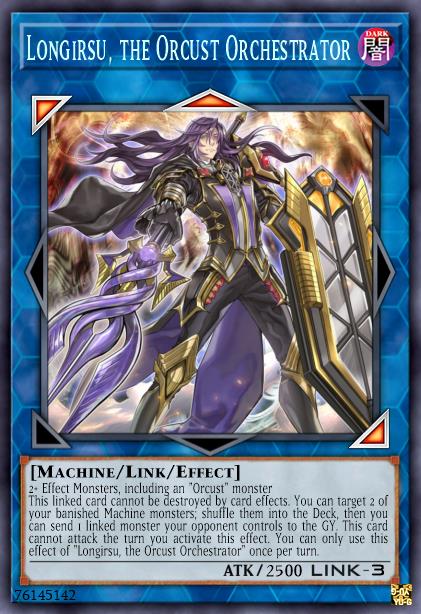 LONGIRSU, THE ORCUST ORCHESTRATOR
DARK
闇
[MACHINE/LINK/EFFECT]
2+ Effect Monsters, including an "Orcust" monster
This linked card cannot be destroyed by card effects. You can target 2 of
your banished Machine monsters; shuffle them into the Deck, then you
can send 1 linked monster your opponent controls to the GY. This card
cannot attack the turn you activate this effect. You can only use this
effect of "Longirsu, the Orcust Orchestrator" once per turn.
ATK/2500 LINK-3
76145142